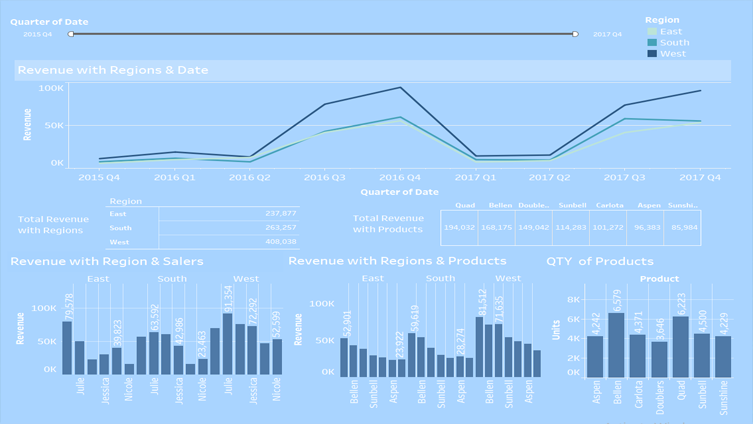 Quarter of Date
2015 Q4
2017 Q4
Region
East
South
West
Revenue with Regions & Date
Revenue
100K
50K
0K
2015 Q4 2016 Q1 2016 Q2 2016 Q3 2016 Q4 2017 Q1 2017 Q2 2017 Q3 2017 Q4
Quarter of Date
Total Revenue
with Regions
Region
East 237,877
South 263,257
West 408,038
Total Revenue
with Products
Quad Bellen Double.. Sunbell Carlota Aspen Sunshi..
194,032 168,175 149,042 114,283 101,272 96,383 85,984
Revenue with Region & Salers
East South West
Revenue
100K
50K
0K
79,578 39,823 63,592 42,986 23,463 91,354 72,202 52,599
Julie Jessica Nicole Julie Jessica Nicole Julie Jessica Nicole
Revenue with Regions & Products
East South West
Revenue
100K
50K
0K
52,901 23,922 59,619 28,274 81,512 71,635
Bellen Sunbell Aspen Bellen Sunbell Aspen Bellen Sunbell Aspen
QTY of Products
Product
Units
8K
6K
4K
2K
0K
4,242 6,579 4,371 3,646 6,223 4,500 4,229
Aspen Bellen Carlota Doublers Quad Sunbell Sunshine